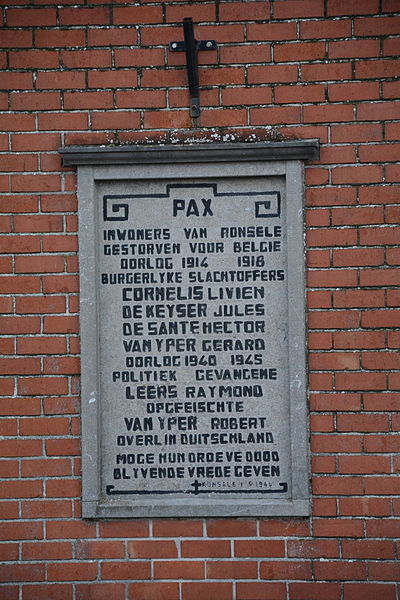 PAX
INWONERS VAN RONSELE
GESTORVEN VOOR BELGIE
OORLOG 1914 1918
BURGERLYKE SLACHTOFFERS
CORNELIS LIVIEN
DE KEYSER JULES
DE SANTE HECTOR
VAN YPER GERARD
OORLOG 1940 1945
POLITIEK GEVANGENE
LEERS RAYMOND
OPGEEISCHTE
VAN YPER ROBERT
OVERL IN DUITSCHLAND
MOGE HUN DROEVE DOOD
BLYVENDE VREDE GEVEN
RONSELE